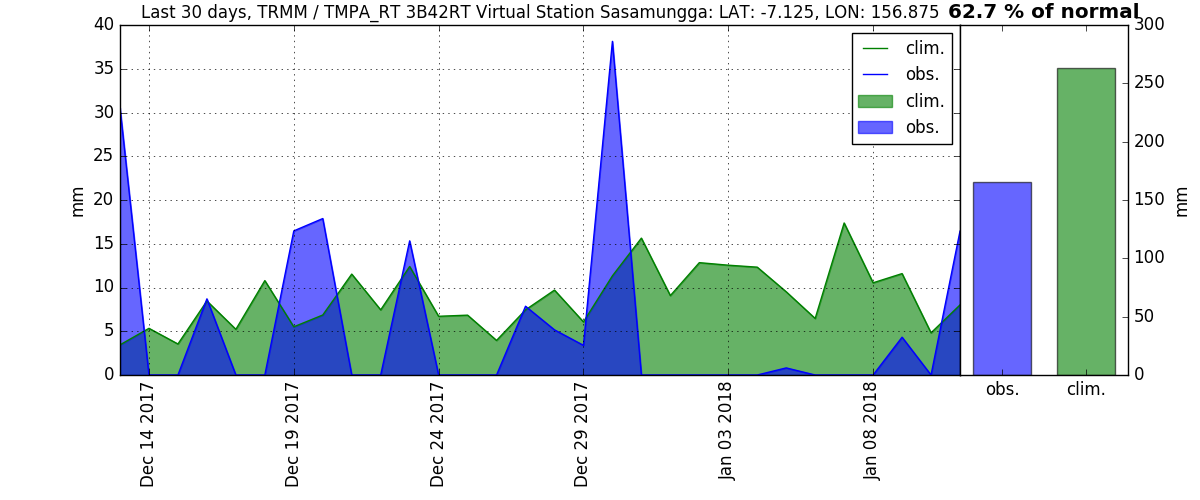 Last 30 days, TRMM / TMPA_RT 3B42RT Virtual Station Sasamungga: LAT: -7.125, LON: 156.875 62.7 % of normal
40
35
30
25
20
15
10
5
0
mm
clim.
obs.
clim.
obs.
300
250
200
150
100
50
0
mm
obs. clim.
Dec 14 2017
Dec 19 2017
Dec 24 2017
Dec 29 2017
Jan 03 2018
Jan 08 2018